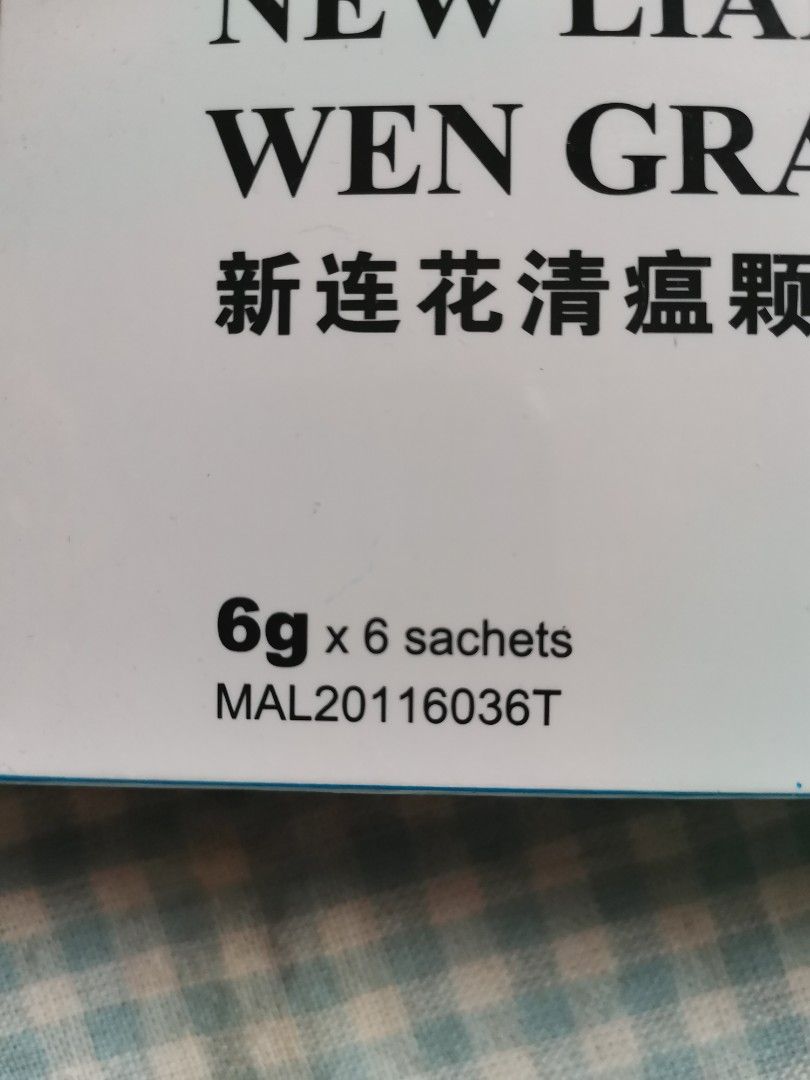 NEW LIA
WEN GRA
新连花清瘟颗
6g x 6 sachets
MAL20116036T